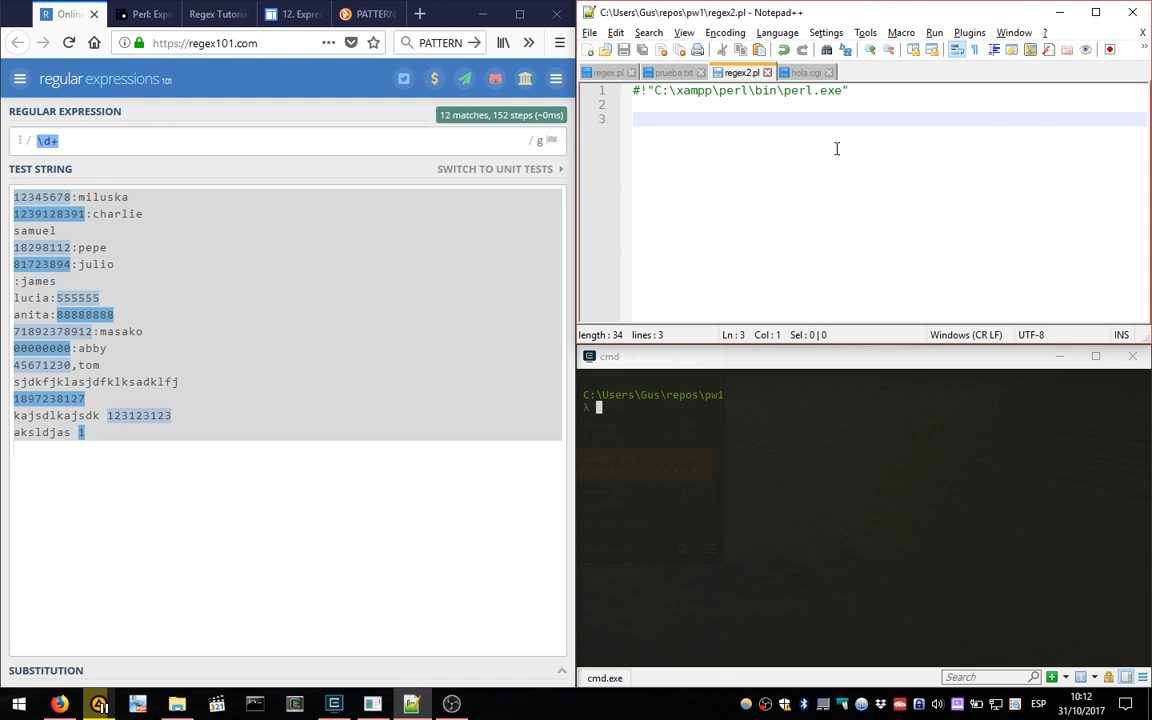 Online
Perl: Expr
Regex Tutoria
12. Expres
PATTERN
https://regex101.com
PATTERN
regular expressions 101
REGULAR EXPRESSION
12 matches, 152 steps (~0ms)
/ \d+
/ g
TEST STRING
SWITCH TO UNIT TESTS
12345678:miluska
1239128391:charlie
samuel
18298112:pepe
81723894:julio
:james
lucia:555555
anita:88888888
71892378912:masako
00000000:abby
45671230,tom
sjdkfjklasjdfklksadklfj
1897238127
kajsdlkajsdk 123123123
aksldjas 1
SUBSTITUTION
C:\Users\Gus\repos\pw1\regex2.pl - Notepad++
File Edit Search View Encoding Language Settings Tools Macro Run Plugins Window ? X
regex.pl prueba.txt regex2.pl hola.cgi
1 #!"C:\xampp\perl\bin\perl.exe"
2
3
length : 34 lines : 3 Ln : 3 Col : 1 Sel : 0 | 0 Windows (CR LF) UTF-8 INS
cmd
C:\Users\Gus\repos\pw1
λ
cmd.exe
Search
ESP
10:12
31/10/2017